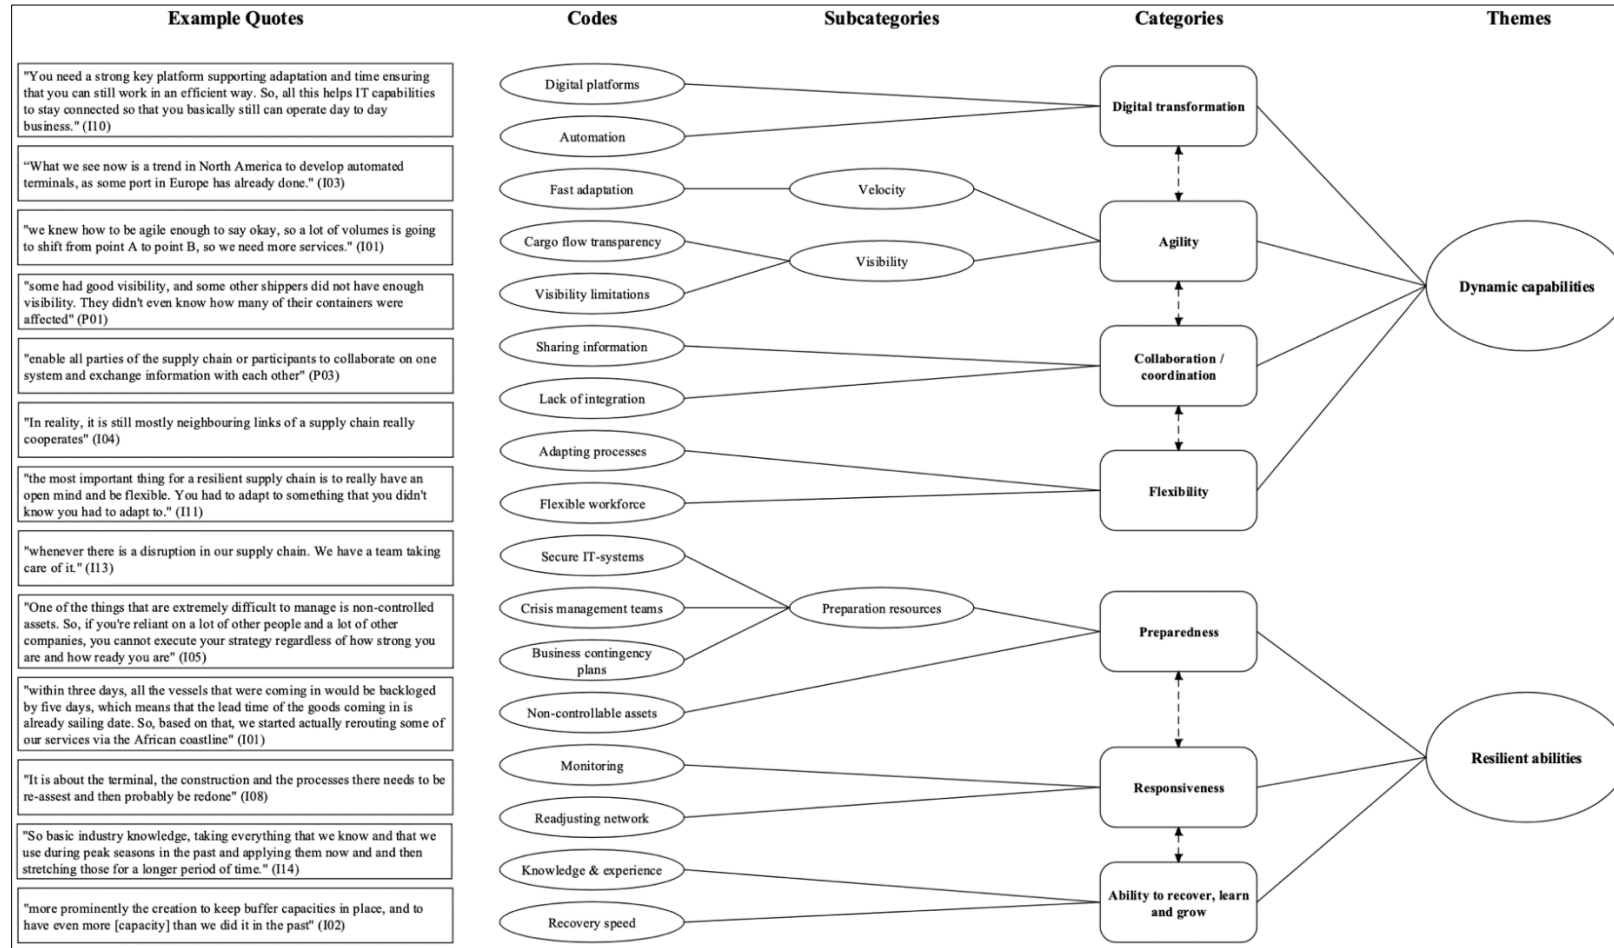 Example Quotes
Codes
Subcategories
Categories
Themes
"You need a strong key platform supporting adaptation and time ensuring
that you can still work in an efficient way. So, all this helps IT capabilities
to stay connected so that you basically still can operate day to day
business." (I10)
“What we see now is a trend in North America to develop automated
terminals, as some port in Europe has already done." (I03)
"we knew how to be agile enough to say okay, so a lot of volumes is going
to shift from point A to point B, so we need more services." (I01)
"some had good visibility, and some other shippers did not have enough
visibility. They didn't even know how many of their containers were
affected" (P01)
"enable all parties of the supply chain or participants to collaborate on one
system and exchange information with each other" (P03)
"In reality, it is still mostly neighbouring links of a supply chain really
cooperates" (I04)
"the most important thing for a resilient supply chain is to really have an
open mind and be flexible. You had to adapt to something that you didn't
know you had to adapt to." (I11)
"whenever there is a disruption in our supply chain. We have a team taking
care of it." (I13)
"One of the things that are extremely difficult to manage is non-controlled
assets. So, if you're reliant on a lot of other people and a lot of other
companies, you cannot execute your strategy regardless of how strong you
are and how ready you are" (I05)
"within three days, all the vessels that were coming in would be backloged
by five days, which means that the lead time of the goods coming in is
already sailing date. So, based on that, we started actually rerouting some of
our services via the African coastline" (I01)
"It is about the terminal, the construction and the processes there needs to be
re-assest and then probably be redone" (I08)
"So basic industry knowledge, taking everything that we know and that we
use during peak seasons in the past and applying them now and and then
stretching those for a longer period of time." (I14)
"more prominently the creation to keep buffer capacities in place, and to
have even more [capacity] than we did it in the past" (I02)
Digital platforms
Automation
Fast adaptation
Cargo flow transparency
Visibility limitations
Sharing information
Lack of integration
Adapting processes
Flexible workforce
Secure IT-systems
Crisis management teams
Business contingency
plans
Non-controllable assets
Monitoring
Readjusting network
Knowledge & experience
Recovery speed
Velocity
Visibility
Preparation resources
Digital transformation
Agility
Collaboration /
coordination
Flexibility
Preparedness
Responsiveness
Ability to recover, learn
and grow
Dynamic capabilities
Resilient abilities